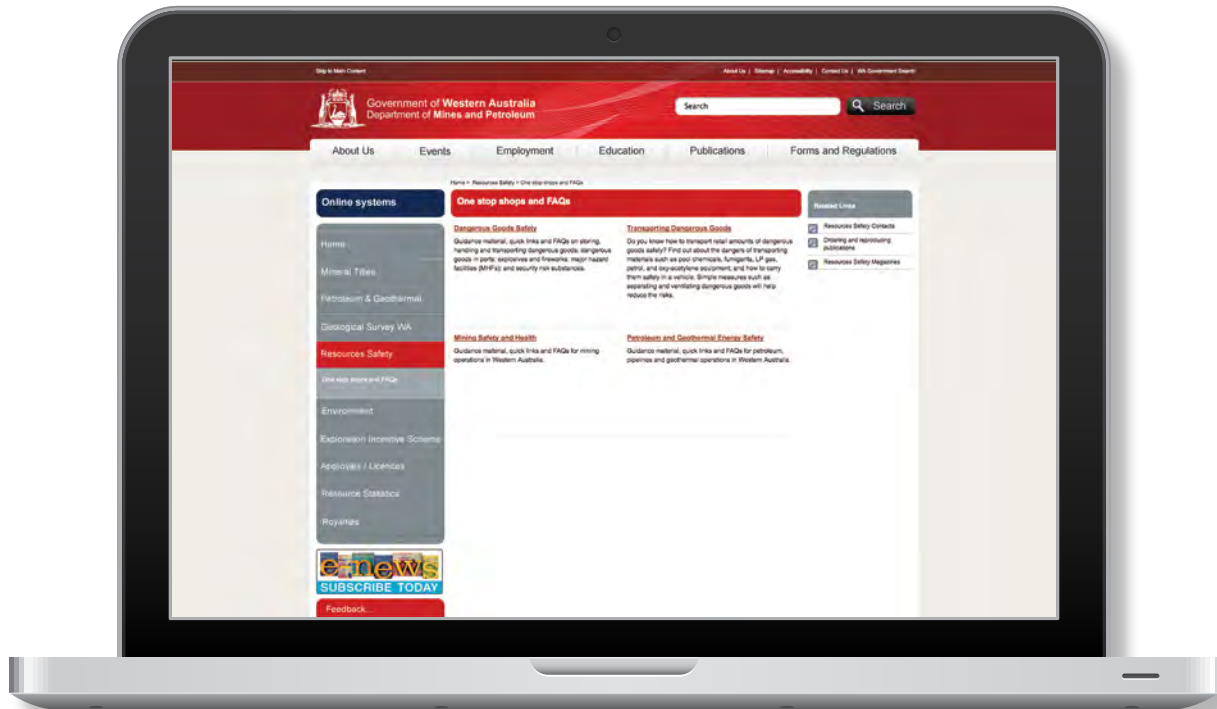 Skip to Main Content
About Us | Sitemap | Accessibility | Contact Us | WA Government Search
Government of Western Australia
Department of Mines and Petroleum
Search
Search
About Us
Events
Employment
Education
Publications
Forms and Regulations
Home > Resources Safety > One stop shops and FAQs
Online systems
Home
Mineral Titles
Petroleum & Geothermal
Geological Survey WA
Resources Safety
One stop shops and FAQs
Environment
Exploration Incentive Scheme
Approvals / Licences
Resource Statistics
Royalties
e-news
SUBSCRIBE TODAY
Feedback...
One stop shops and FAQs
Dangerous Goods Safety
Guidance material, quick links and FAQs on storing,
handling and transporting dangerous goods; dangerous
goods in ports; explosives and fireworks; major hazard
facilities (MHFs); and security risk substances.
Transporting Dangerous Goods
Do you know how to transport retail amounts of dangerous
goods safely? Find out about the dangers of transporting
materials such as pool chemicals, fumigants, LP gas,
petrol, and oxy-acetylene equipment, and how to carry
them safely in a vehicle. Simple measures such as
separating and ventilating dangerous goods will help
reduce the risks.
Mining Safety and Health
Guidance material, quick links and FAQs for mining
operations in Western Australia.
Petroleum and Geothermal Energy Safety
Guidance material, quick links and FAQs for petroleum,
pipelines and geothermal operations in Western Australia.
Related Links
Resources Safety Contacts
Ordering and reproducing
publications
Resources Safety Magazines